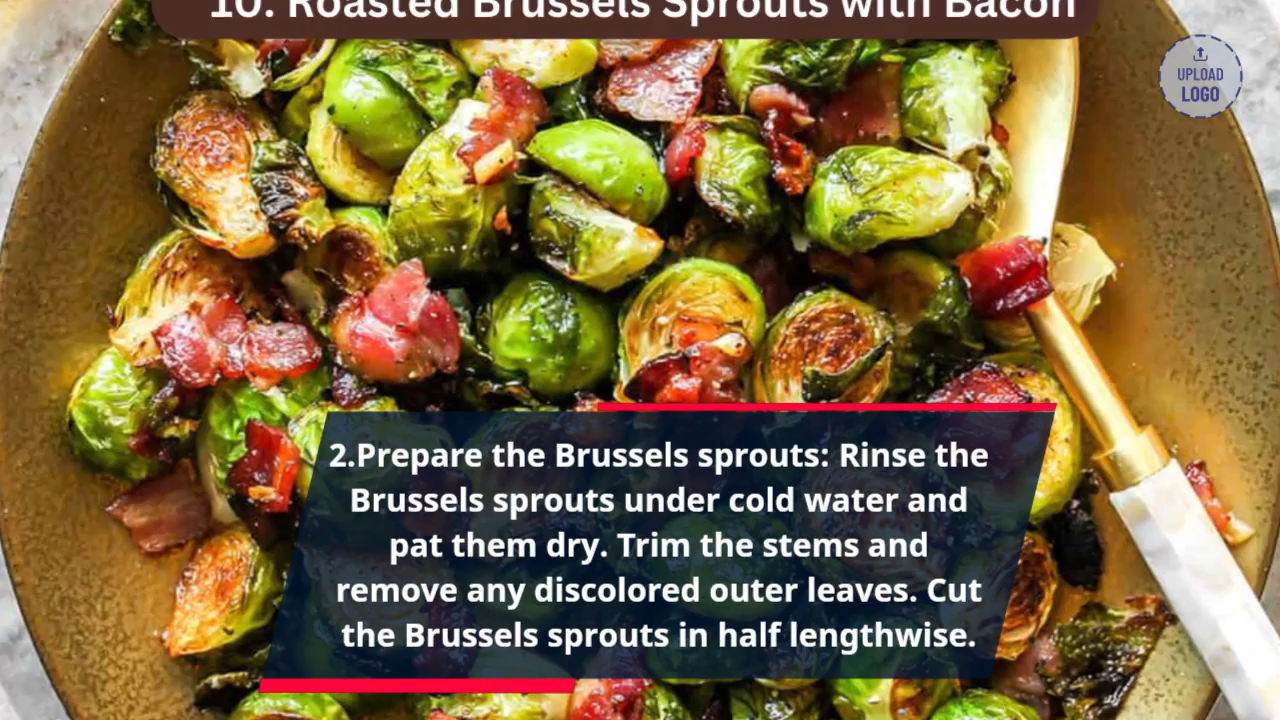 10. Roasted Brussels Sprouts with Bacon
UPLOAD
LOGO
2.Prepare the Brussels sprouts: Rinse the
Brussels sprouts under cold water and
pat them dry. Trim the stems and
remove any discolored outer leaves. Cut
the Brussels sprouts in half lengthwise.